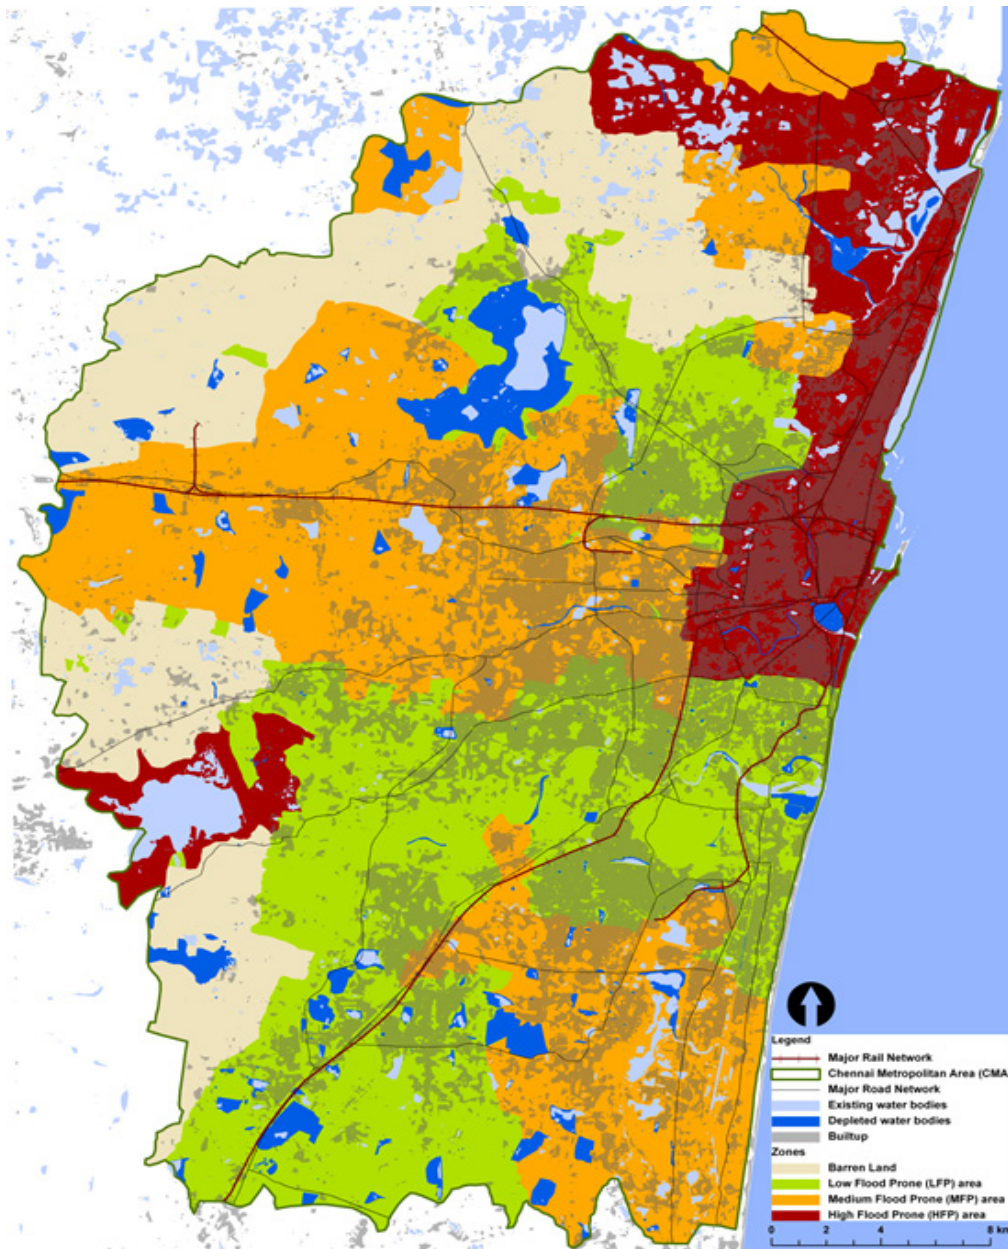 Legend
Major Rail Network
Chennai Metropolitan Area (CMA
Major Road Network
Existing water bodies
Depleted water bodies
Builtup
Zones
Barren Land
Low Flood Prone (LFP) area
Medium Flood Prone (MFP) area
High Flood Prone (HFP) area
0 2 4 8 km